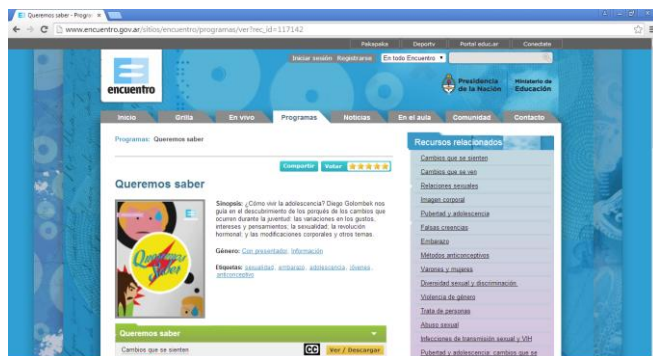 Queremos saber - Progra
www.encuentro.gov.ar/sitios/encuentro/programas/ver?rec_id=117142
Pakapaka Deportv Portal educ.ar Conectate
Iniciar sesión Registrarse En todo Encuentro
encuentro
Presidencia de la Nación
Ministerio de Educación
Inicio Grilla En vivo Programas Noticias En el aula Comunidad Contacto
Programas: Queremos saber
Compartir Votar
Queremos saber
Queremos Saber
Sinopsis: ¿Cómo vivir la adolescencia? Diego Golombek nos
guía en el descubrimiento de los porqués de los cambios que
ocurren durante la juventud: las variaciones en los gustos,
intereses y pensamientos; la sexualidad; la revolución
hormonal; y las modificaciones corporales y otros temas.
Género: Con presentador, Información
Etiquetas: sexualidad, embarazo, adolescencia, jóvenes,
anticonceptivo
Queremos saber
Cambios que se sienten CC Ver / Descargar
Recursos relacionados
Cambios que se sienten
Cambios que se ven
Relaciones sexuales
Imagen corporal
Pubertad y adolescencia
Falsas creencias
Embarazo
Métodos anticonceptivos
Varones y mujeres
Diversidad sexual y discriminación.
Violencia de género
Trata de personas
Abuso sexual
Infecciones de transmisión sexual y VIH
Pubertad y adolescencia: cambios que se